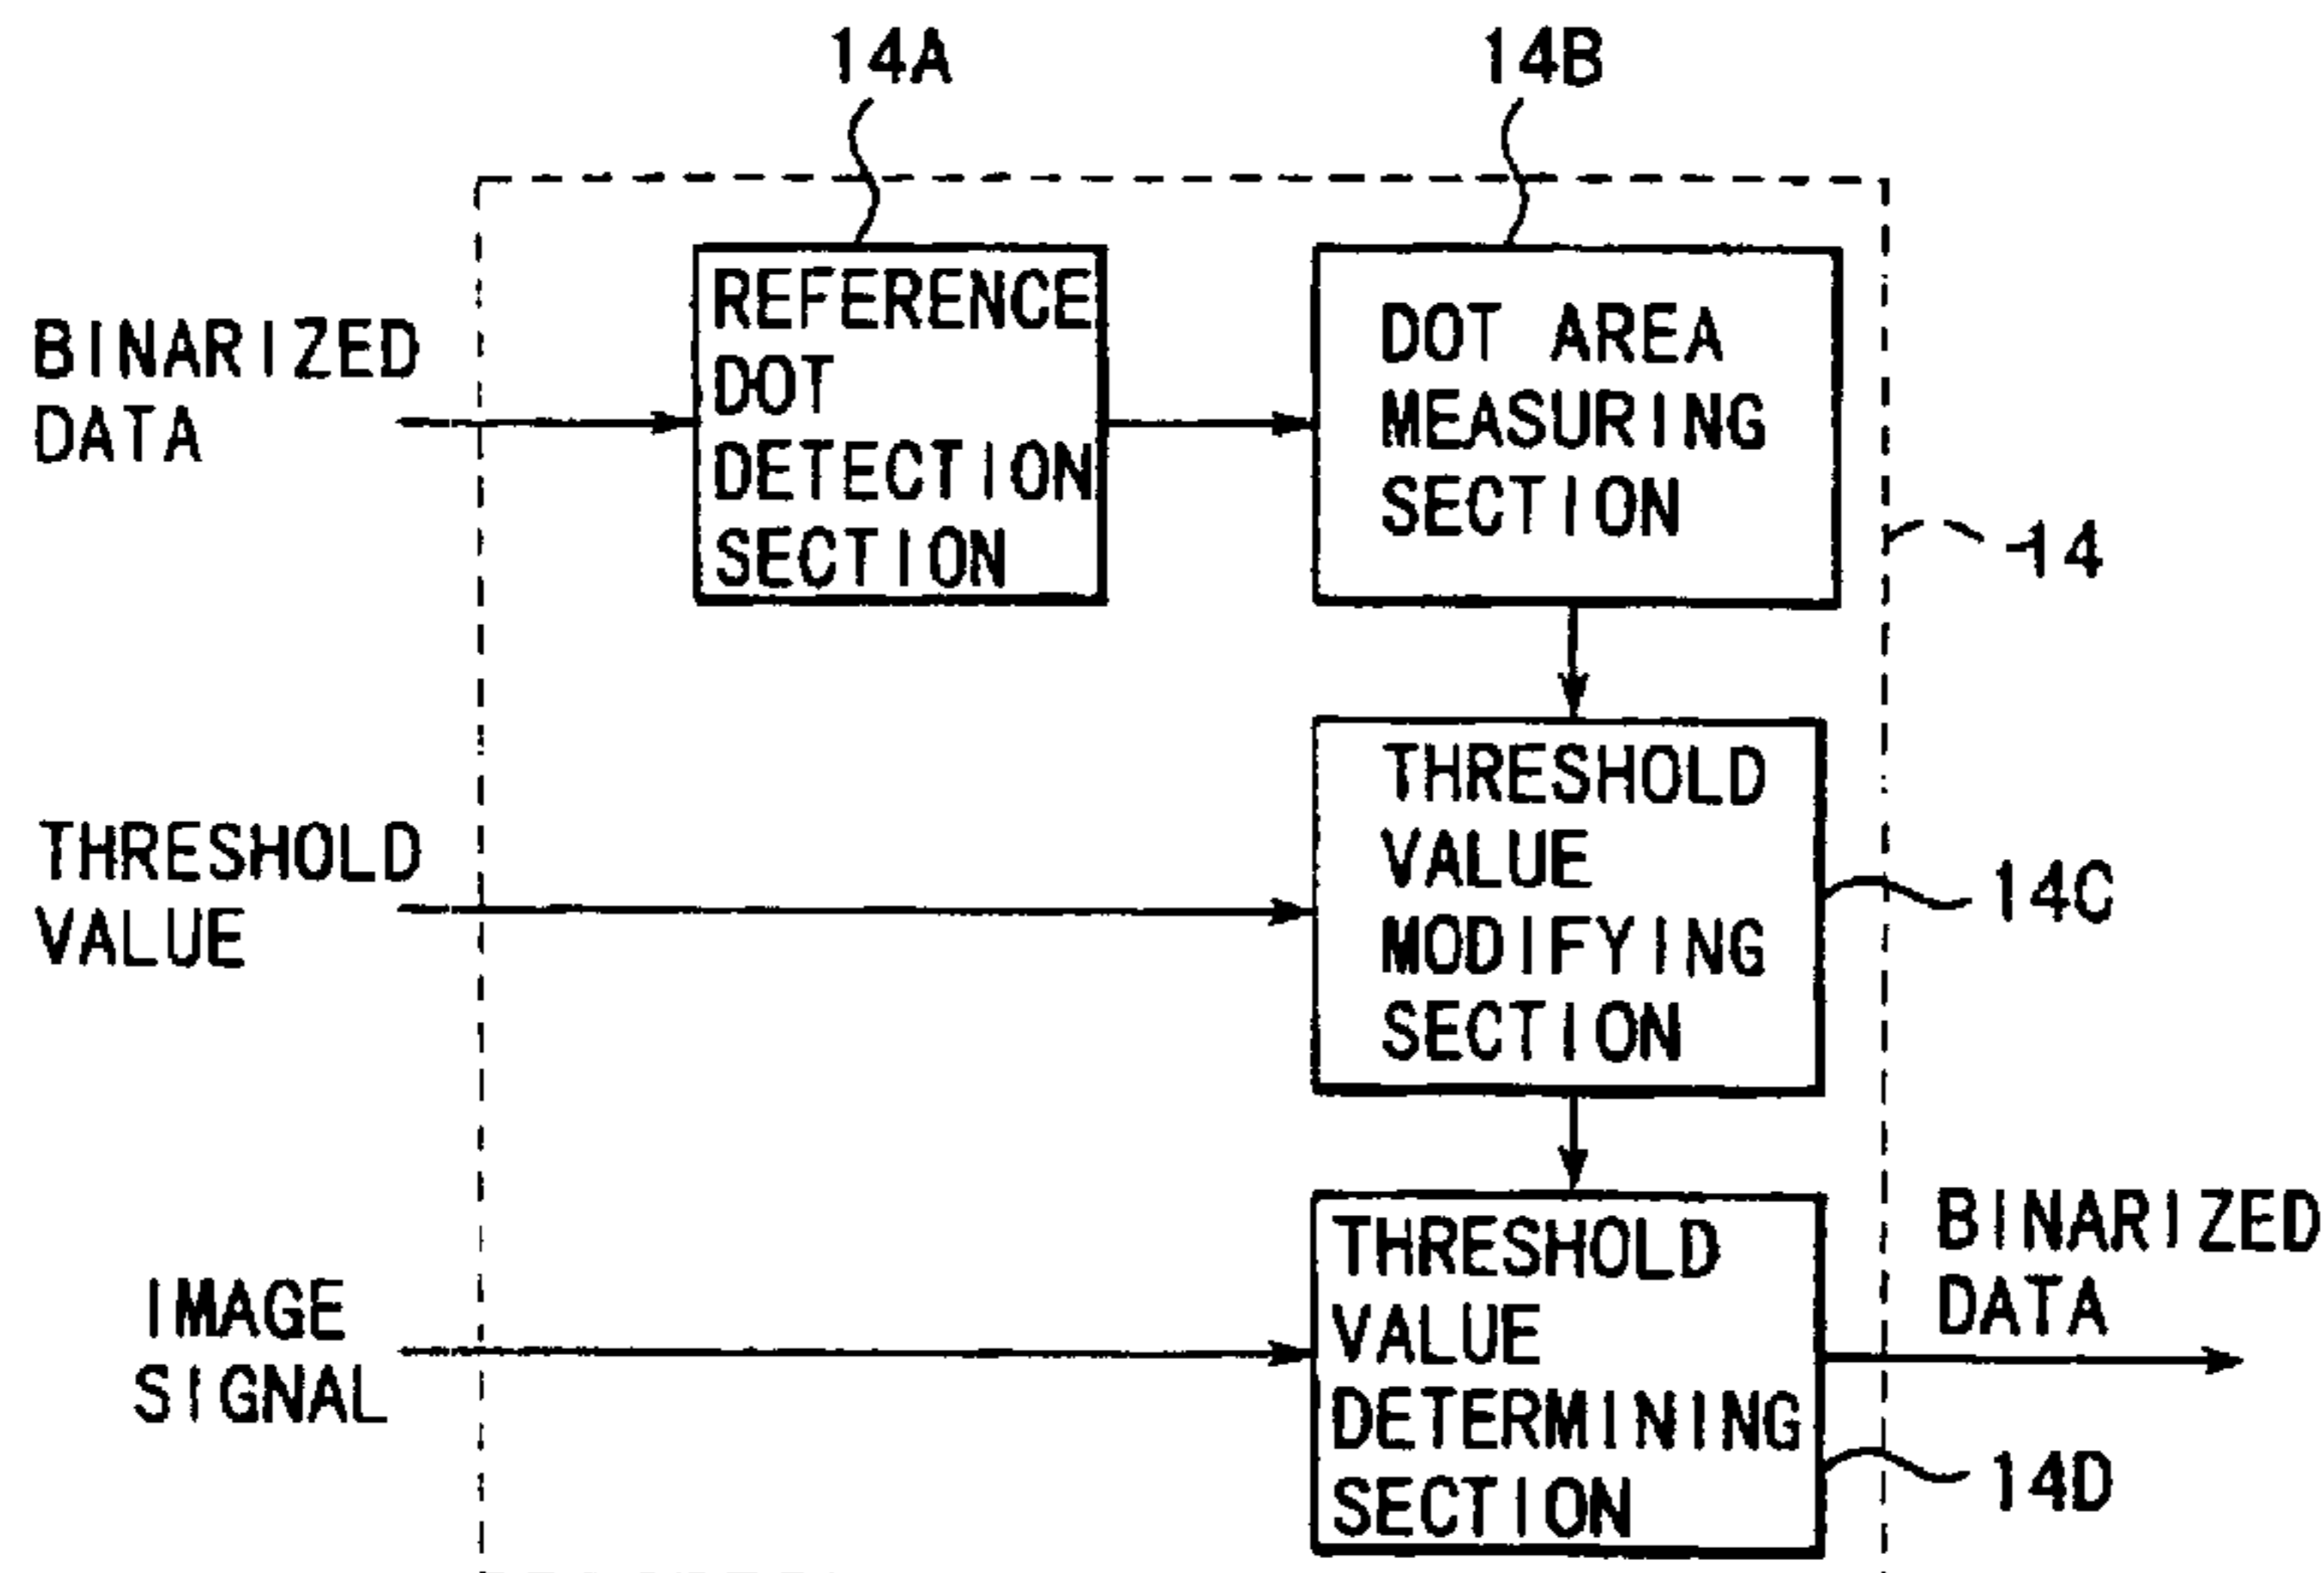 14A
14B
REFERENCE
DOT
DETECTION
SECTION
DOT AREA
MEASURING
SECTION
BINARIZED
DATA
14
THRESHOLD
VALUE
MODIFYING
SECTION
THRESHOLD
VALUE
14C
THRESHOLD
VALUE
DETERMINING
SECTION
BINARIZED
DATA
IMAGE
SIGNAL
14D